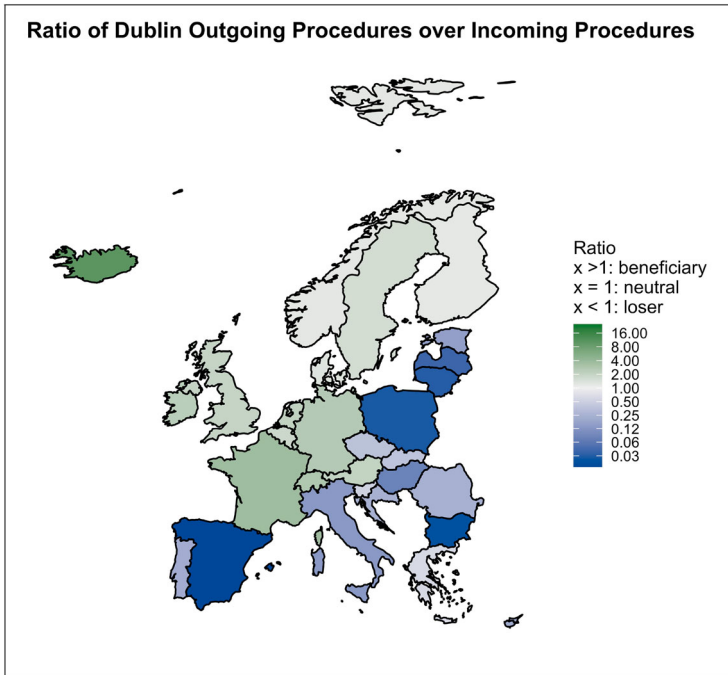 Ratio of Dublin Outgoing Procedures over Incoming Procedures
Ratio
x >1: beneficiary
x = 1: neutral
x < 1: loser
16.00
8.00
4.00
2.00
1.00
0.50
0.25
0.12
0.06
0.03